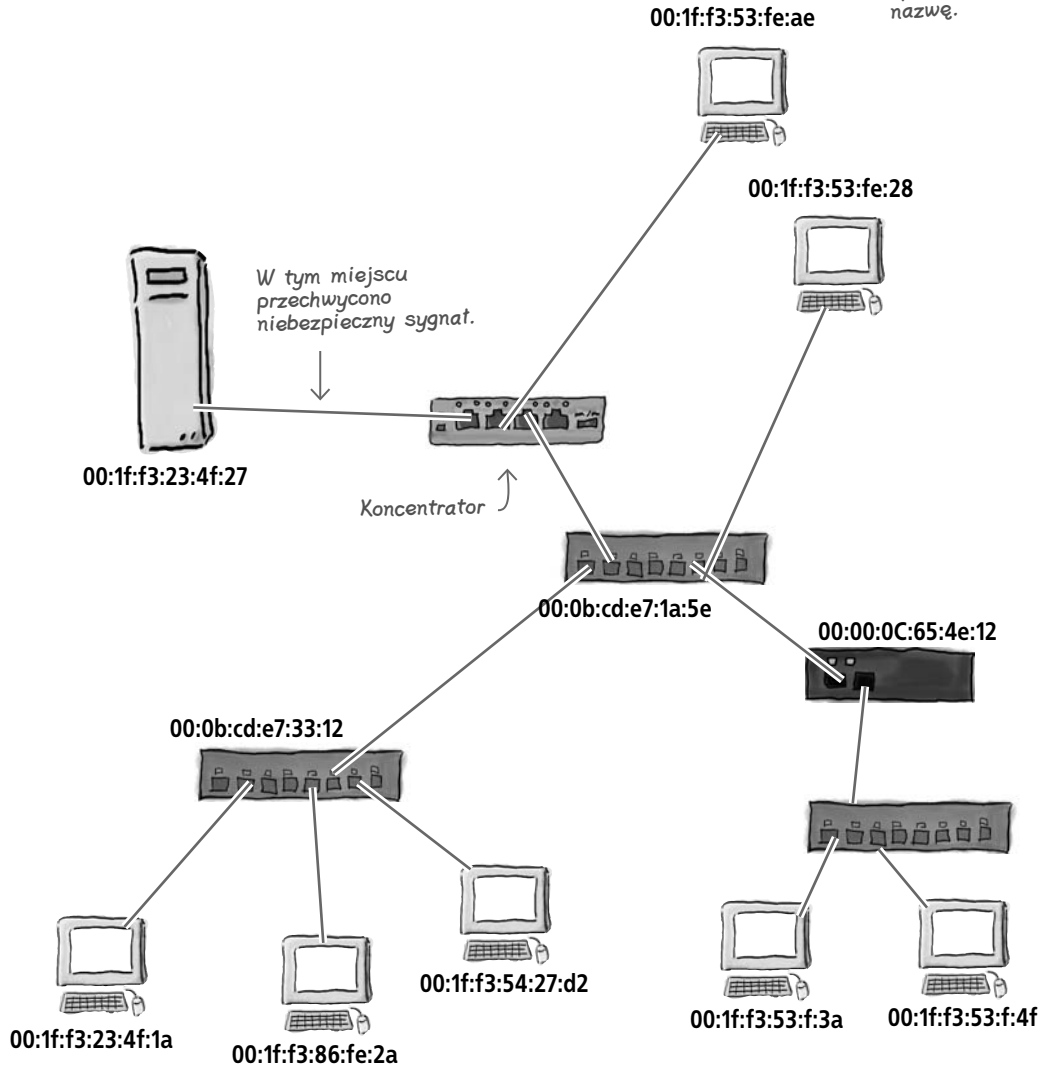 nazwę.
00:1f:f3:53:fe:ae
00:1f:f3:53:fe:28
W tym miejscu
przechwycono
niebezpieczny sygnał.
00:1f:f3:23:4f:27
Koncentrator
00:0b:cd:e7:1a:5e
00:00:0C:65:4e:12
00:0b:cd:e7:33:12
00:1f:f3:54:27:d2
00:1f:f3:53:f:3a
00:1f:f3:53:f:4f
00:1f:f3:23:4f:1a
00:1f:f3:86:fe:2a